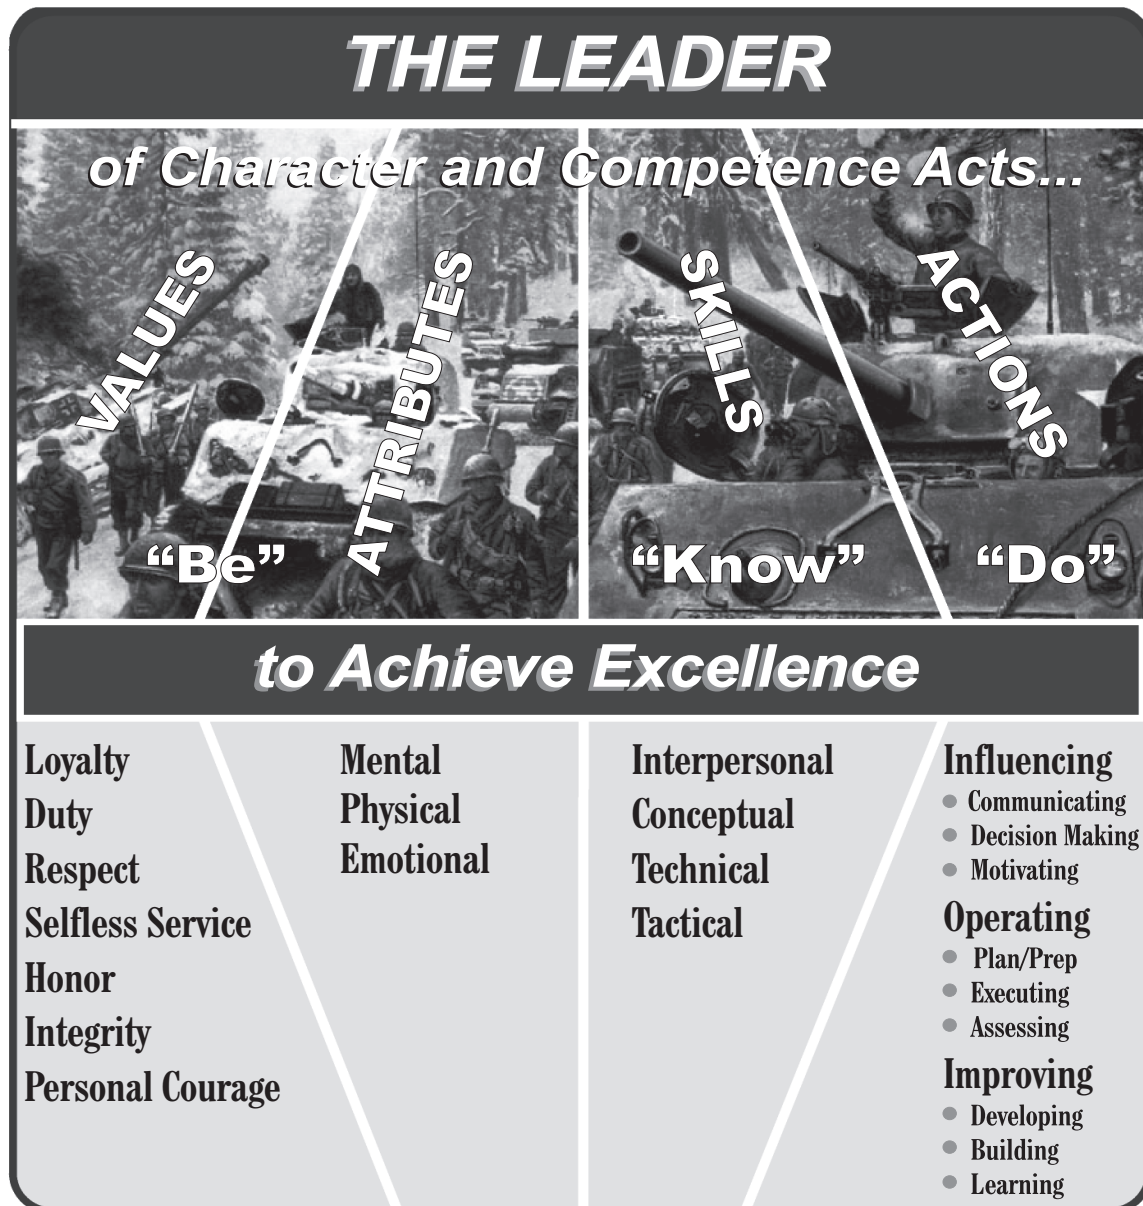 THE LEADER
of Character and Competence Acts...
VALUES
ATTRIBUTES
SKILLS
ACTIONS
“Be”
“Know”
“Do”
to Achieve Excellence
Loyalty
Duty
Respect
Selfless Service
Honor
Integrity
Personal Courage
Mental
Physical
Emotional
Interpersonal
Conceptual
Technical
Tactical
Influencing
● Communicating
● Decision Making
● Motivating
Operating
● Plan/Prep
● Executing
● Assessing
Improving
● Developing
● Building
● Learning